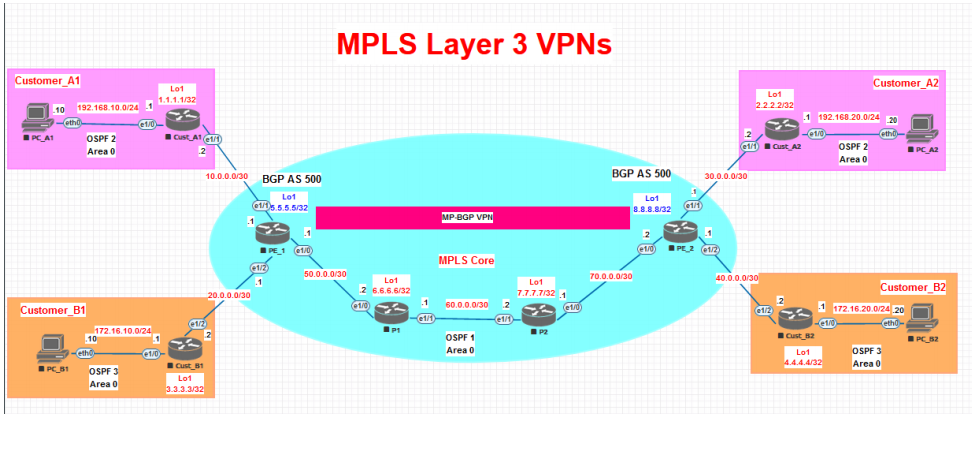 MPLS Layer 3 VPNs
Customer_A1
Lo1
1.1.1.1/32
.10
192.168.10.0/24
.1
eth0
e1/0
PC_A1
Cust_A1
OSPF 2
Area 0
e1/1
.2
10.0.0.0/30
Customer_A2
Lo1
2.2.2.2/32
.1
192.168.20.0/24
.20
.2
e1/1
e1/0
eth0
Cust_A2
PC_A2
OSPF 2
Area 0
30.0.0.0/30
BGP AS 500
Lo1
5.5.5.5/32
e1/1
.1
PE_1
.1
e1/0
e1/2
.1
MP-BGP VPN
BGP AS 500
Lo1
8.8.8.8/32
.1
e1/1
.2
e1/0
PE_2
.1
e1/2
MPLS Core
50.0.0.0/30
.2
e1/0
Lo1
6.6.6.6/32
P1
.1
e1/1
60.0.0.0/30
.2
e1/1
Lo1
7.7.7.7/32
P2
.1
e1/0
70.0.0.0/30
OSPF 1
Area 0
20.0.0.0/30
Customer_B1
172.16.10.0/24
.10
.1
e1/2
.2
eth0
e1/0
PC_B1
Cust_B1
OSPF 3
Area 0
Lo1
3.3.3.3/32
40.0.0.0/30
Customer_B2
.2
e1/2
.1
172.16.20.0/24
.20
e1/0
eth0
Cust_B2
PC_B2
Lo1
4.4.4.4/32
OSPF 3
Area 0